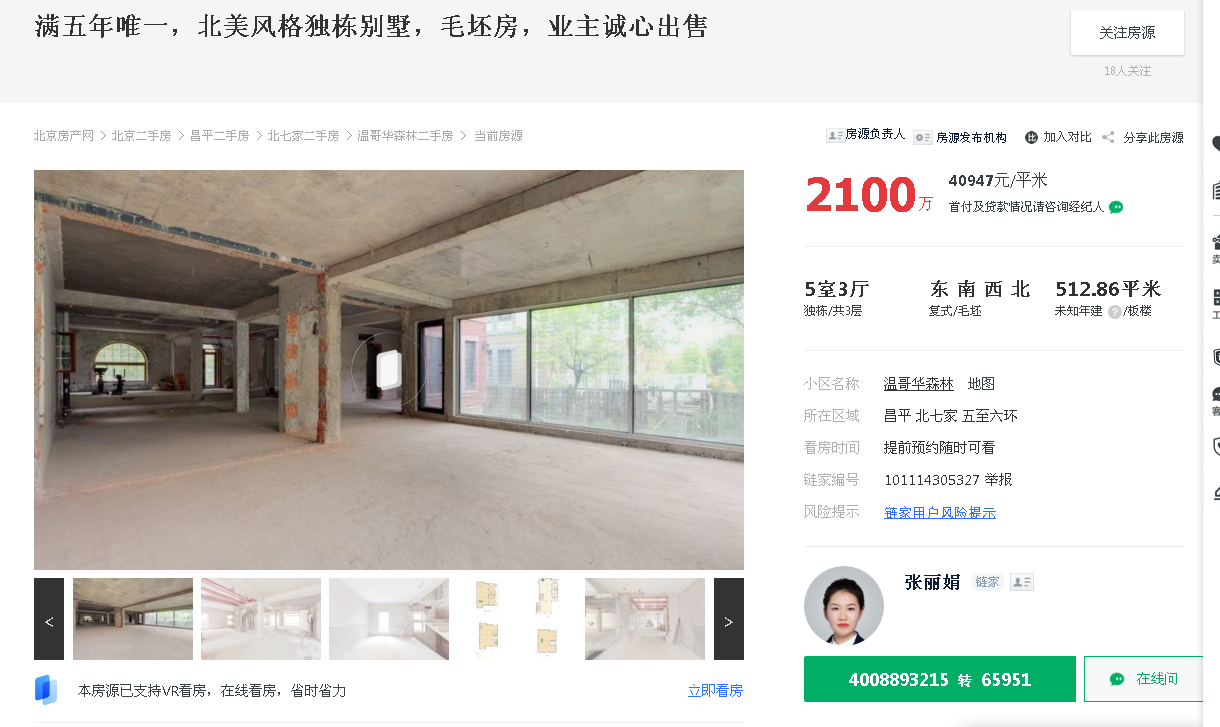 满五年唯一，北美风格独栋别墅，毛坯房，业主诚心出售
关注房源
18人关注
北京房产网 > 北京二手房 > 昌平二手房 > 北七家二手房 > 温哥华森林二手房 > 当前房源
房源负责人 房源发布机构 加入对比 分享此房源
2100万
40947元/平米
首付及贷款情况请咨询经纪人
5室3厅
独栋/共3层
东 南 西 北
复式/毛坯
512.86平米
未知年建 ? /板楼
小区名称 温哥华森林 地图
所在区域 昌平 北七家 五至六环
看房时间 提前预约随时可看
链家编号 101114305327 举报
风险提示 链家用户风险提示
< >
张丽娟 链家
本房源已支持VR看房，在线看房，省时省力 立即看房
4008893215 转 65951
在线问